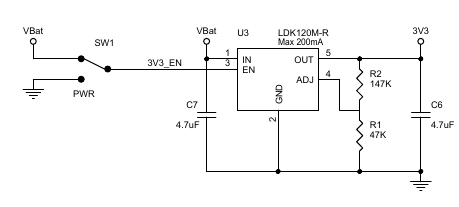 VBat
SW1
PWR
3V3_EN
VBat
U3
LDK120M-R
Max 200mA
1
IN
3
EN
OUT
5
ADJ
4
GND
2
C7
4.7uF
R2
147K
R1
47K
3V3
C6
4.7uF